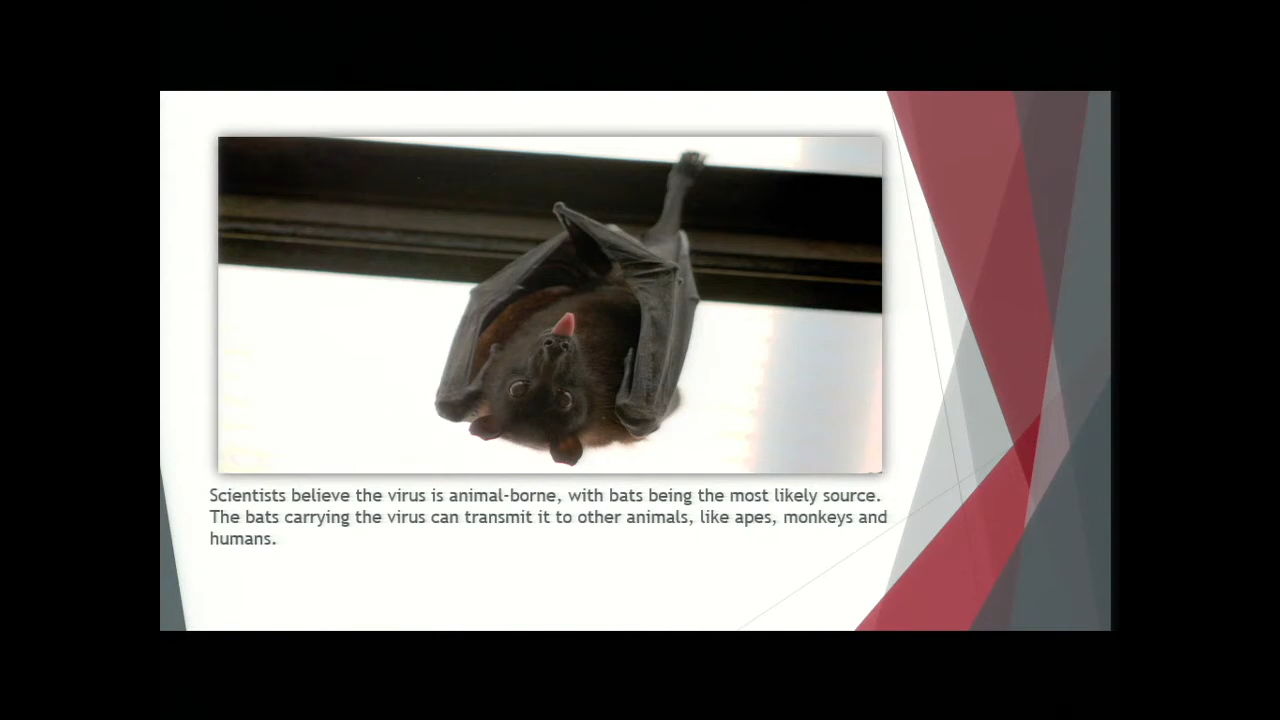 Scientists believe the virus is animal-borne, with bats being the most likely source.
The bats carrying the virus can transmit it to other animals, like apes, monkeys and
humans.